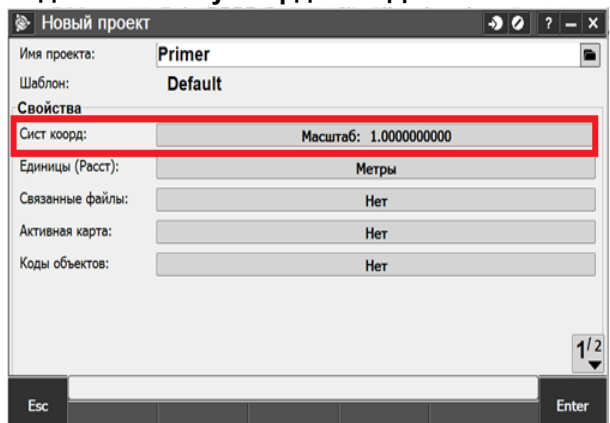 Новый проект ? – x
Имя проекта: Primer
Шаблон: Default
Свойства
Сист коорд: Масштаб: 1.0000000000
Единицы (Расст): Метры
Связанные файлы: Нет
Активная карта: Нет
Коды объектов: Нет
1/2
Esc Enter